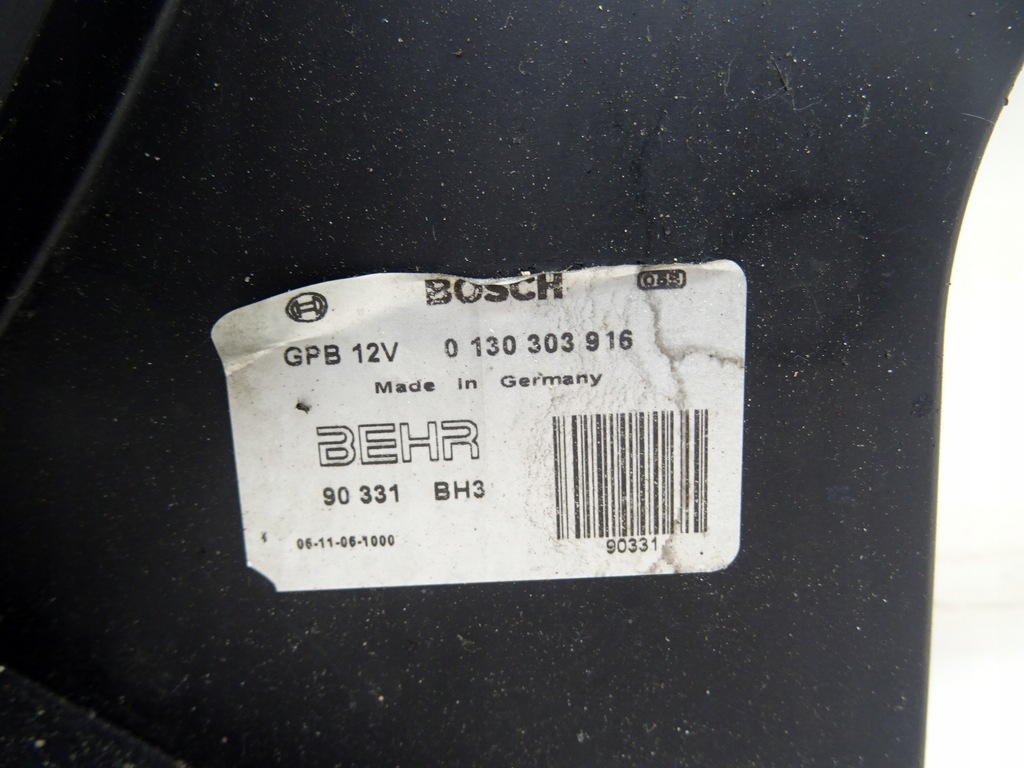 BOSCH
GPB 12V 0 130 303 916
Made in Germany
BEHR
90 331 BH3
06-11-06-1000
90331